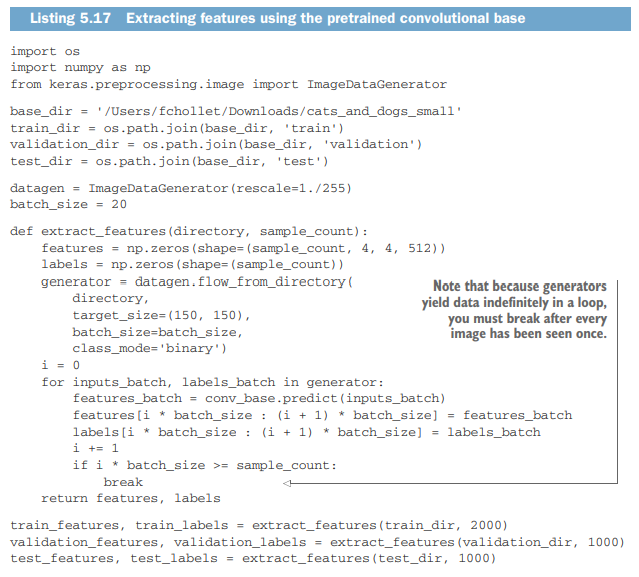 Listing 5.17 Extracting features using the pretrained convolutional base
import os
import numpy as np
from keras.preprocessing.image import ImageDataGenerator
base_dir = '/Users/fchollet/Downloads/cats_and_dogs_small'
train_dir = os.path.join(base_dir, 'train')
validation_dir = os.path.join(base_dir, 'validation')
test_dir = os.path.join(base_dir, 'test')
datagen = ImageDataGenerator(rescale=1./255)
batch_size = 20
def extract_features(directory, sample_count):
    features = np.zeros(shape=(sample_count, 4, 4, 512))
    labels = np.zeros(shape=(sample_count))
    generator = datagen.flow_from_directory(
        directory,
        target_size=(150, 150),
        batch_size=batch_size,
        class_mode='binary')
    i = 0
    for inputs_batch, labels_batch in generator:
        features_batch = conv_base.predict(inputs_batch)
        features[i * batch_size : (i + 1) * batch_size] = features_batch
        labels[i * batch_size : (i + 1) * batch_size] = labels_batch
        i += 1
        if i * batch_size >= sample_count:
            break
    return features, labels
Note that because generators
yield data indefinitely in a loop,
you must break after every
image has been seen once.
train_features, train_labels = extract_features(train_dir, 2000)
validation_features, validation_labels = extract_features(validation_dir, 1000)
test_features, test_labels = extract_features(test_dir, 1000)